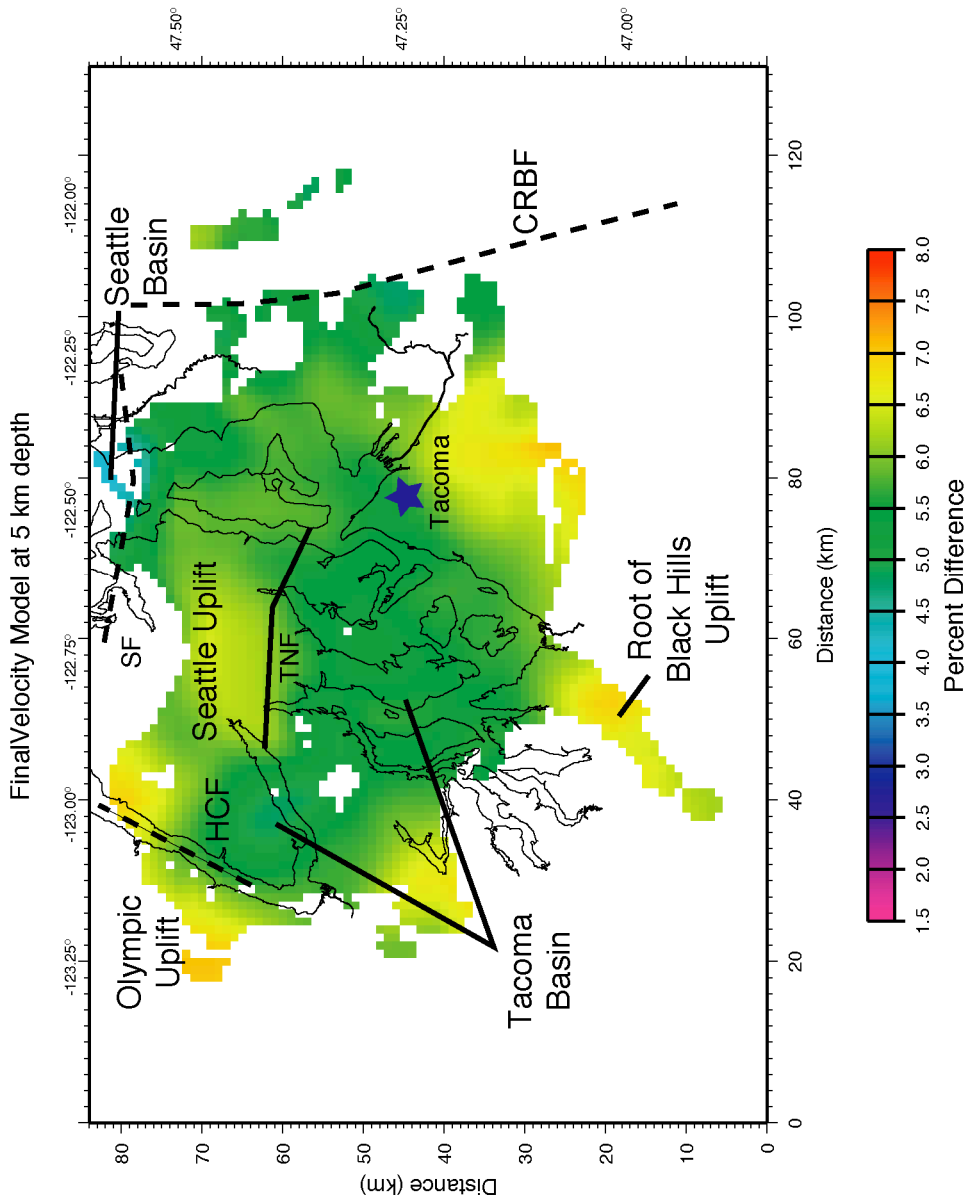 FinalVelocity Model at 5 km depth
-123.25° -123.00° -122.75° -122.50° -122.25° -122.00°
47.50°
47.25°
47.00°
Olympic
Uplift
HCF
Seattle Uplift
TNF
SF
Seattle
Basin
CRBF
Tacoma
Tacoma
Basin
Root of
Black Hills
Uplift
Distance (km)
80
70
60
50
40
30
20
10
0
0 20 40 60 80 100 120
Distance (km)
1.5 2.0 2.5 3.0 3.5 4.0 4.5 5.0 5.5 6.0 6.5 7.0 7.5 8.0
Percent Difference